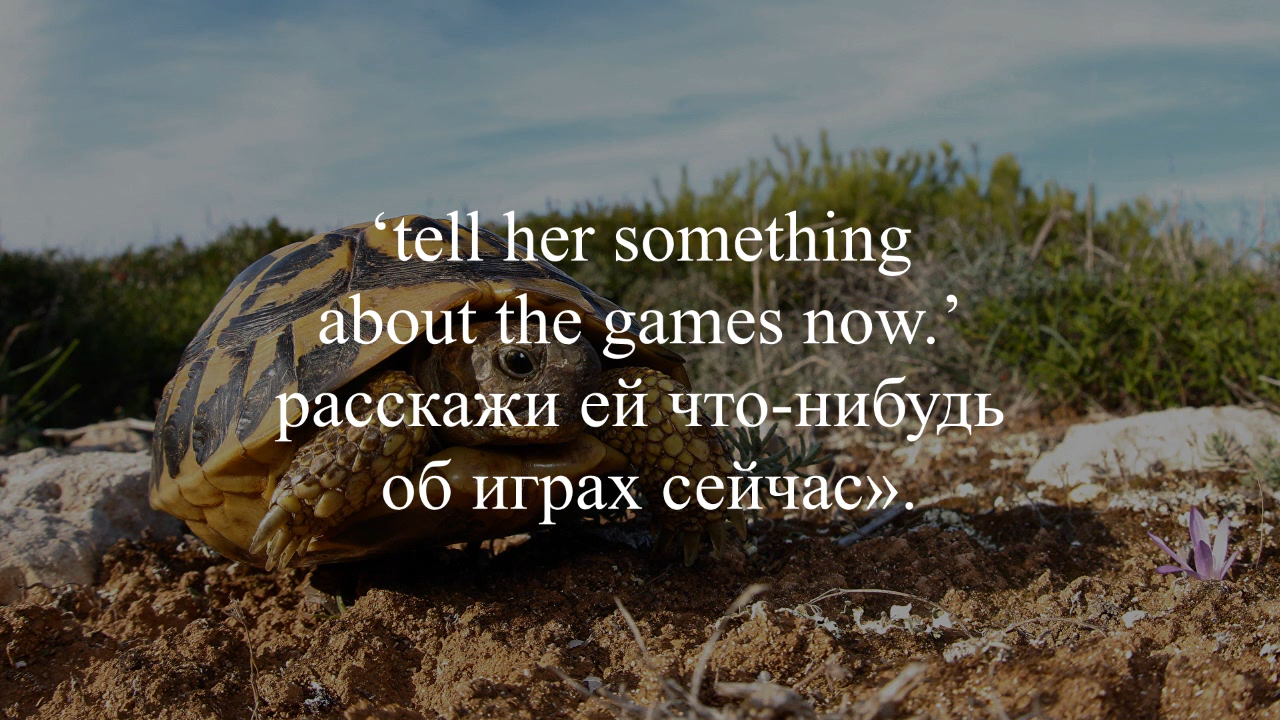 ‘tell her something
about the games now.’
расскажи ей что-нибудь
об играх сейчас».